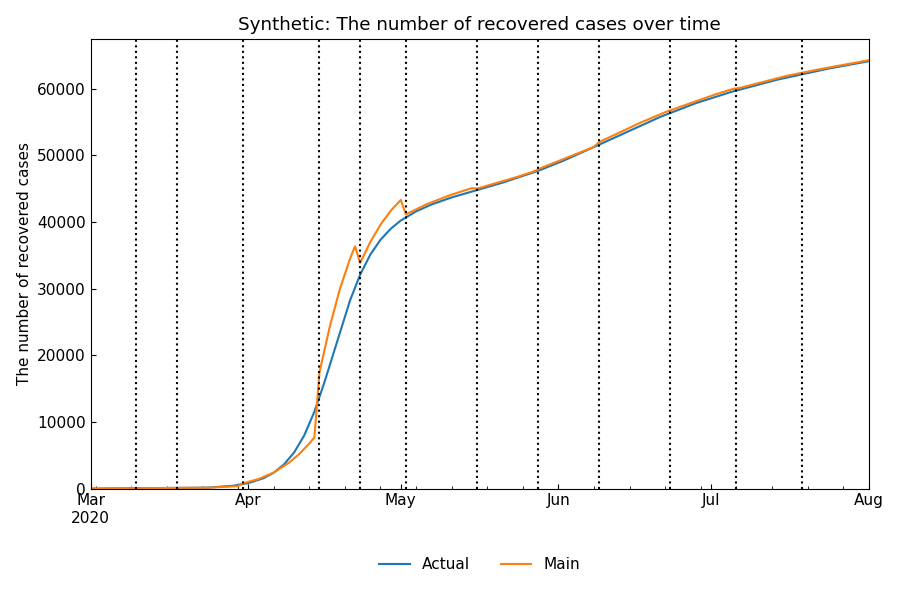 Synthetic: The number of recovered cases over time
The number of recovered cases
60000
50000
40000
30000
20000
10000
0
Mar Apr May Jun Jul Aug
2020
Actual Main